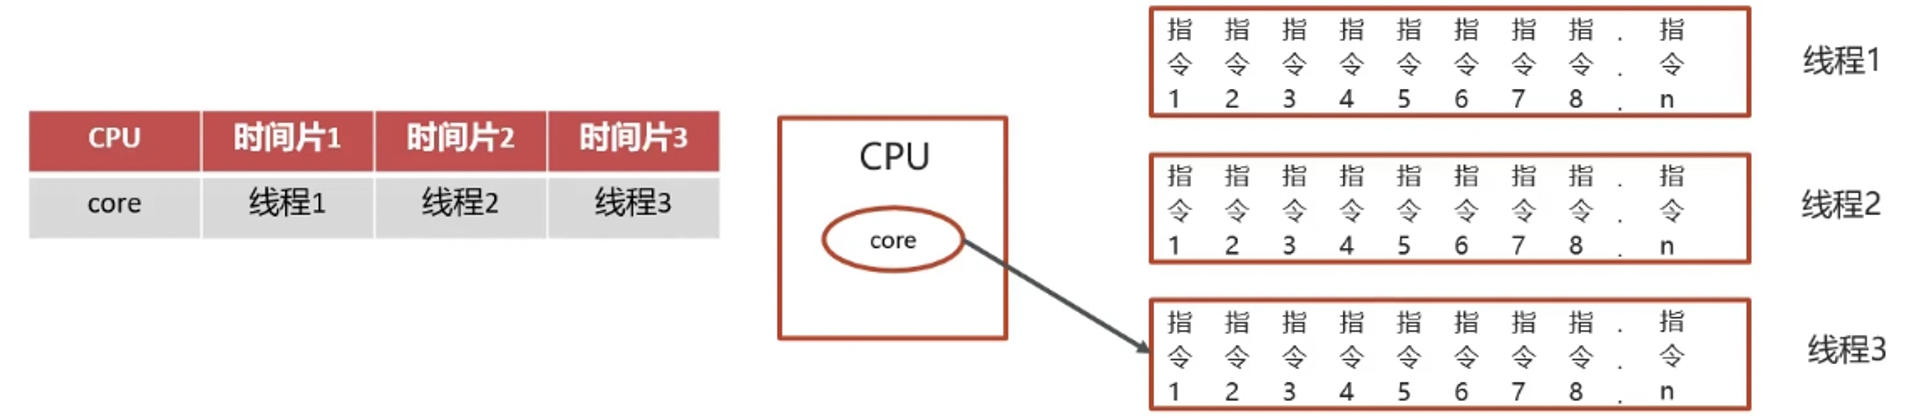 CPU 时间片1 时间片2 时间片3
core 线程1 线程2 线程3
CPU
core
指 指 指 指 指 指 指 指 . 指
令 令 令 令 令 令 令 令 . 令
1 2 3 4 5 6 7 8 . n
线程1
指 指 指 指 指 指 指 指 . 指
令 令 令 令 令 令 令 令 . 令
1 2 3 4 5 6 7 8 . n
线程2
指 指 指 指 指 指 指 指 . 指
令 令 令 令 令 令 令 令 . 令
1 2 3 4 5 6 7 8 . n
线程3